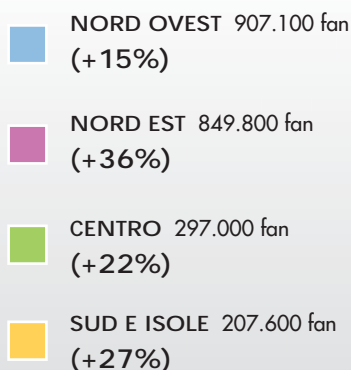 NORD OVEST 907.100 fan
(+15%)
NORD EST 849.800 fan
(+36%)
CENTRO 297.000 fan
(+22%)
SUD E ISOLE 207.600 fan
(+27%)